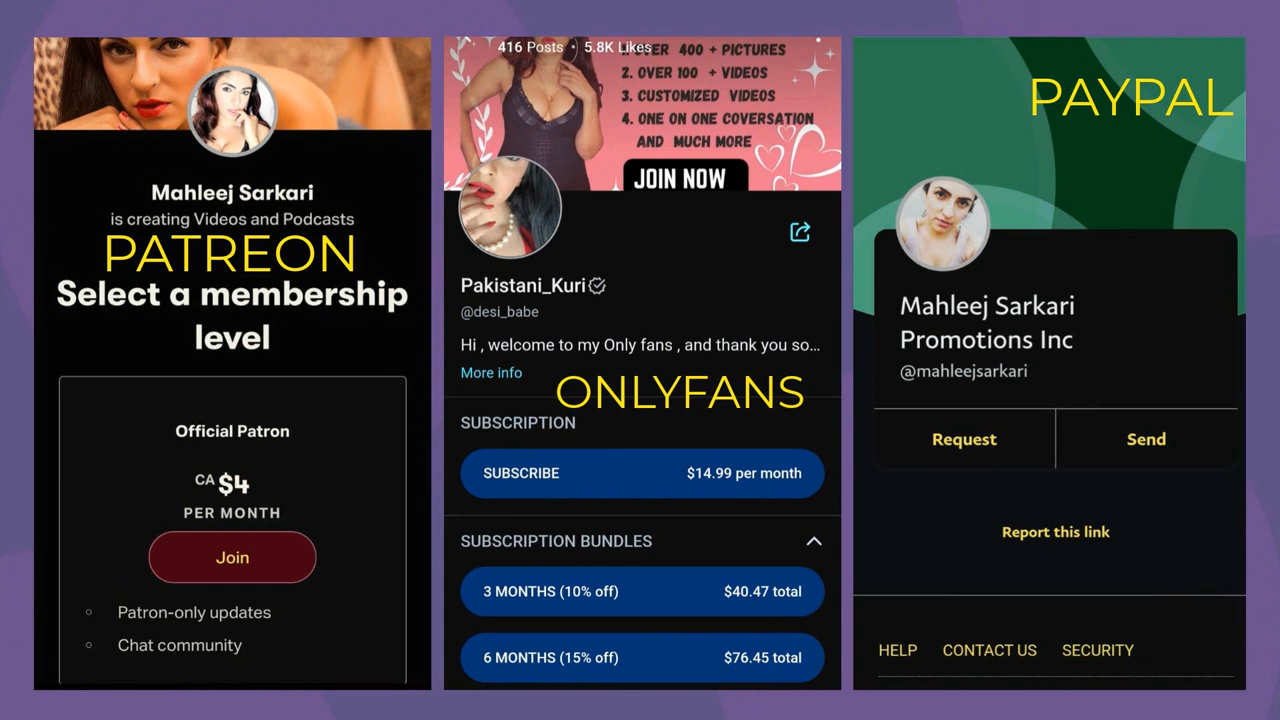 Mahleej Sarkari
is creating Videos and Podcasts
PATREON
Select a membership
level
Official Patron
CA $4
PER MONTH
Join
Patron-only updates
Chat community
416 Posts • 5.8K Likes
1. OVER 400 + PICTURES
2. OVER 100 + VIDEOS
3. CUSTOMIZED VIDEOS
4. ONE ON ONE COVERSATION
AND MUCH MORE
JOIN NOW
Pakistani_Kuri
@desi_babe
Hi , welcome to my Only fans , and thank you so...
More info
ONLYFANS
SUBSCRIPTION
SUBSCRIBE $14.99 per month
SUBSCRIPTION BUNDLES
3 MONTHS (10% off) $40.47 total
6 MONTHS (15% off) $76.45 total
PAYPAL
Mahleej Sarkari
Promotions Inc
@mahleejsarkari
Request Send
Report this link
HELP CONTACT US SECURITY